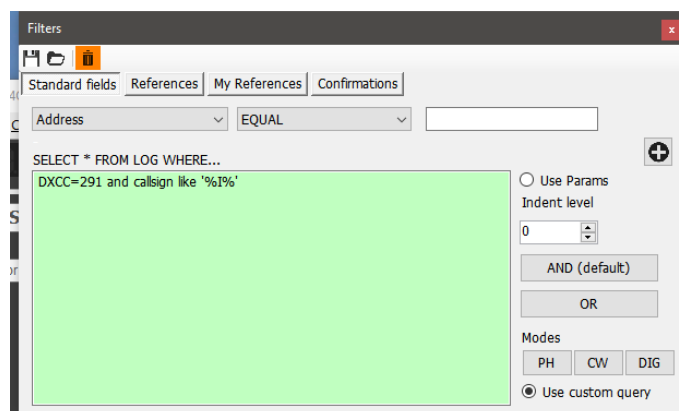 Filters
x
Standard fields References My References Confirmations
Address EQUAL
SELECT * FROM LOG WHERE...
DXCC=291 and callsign like '%I%'
Use Params
Indent level
0
AND (default)
OR
Modes
PH CW DIG
Use custom query